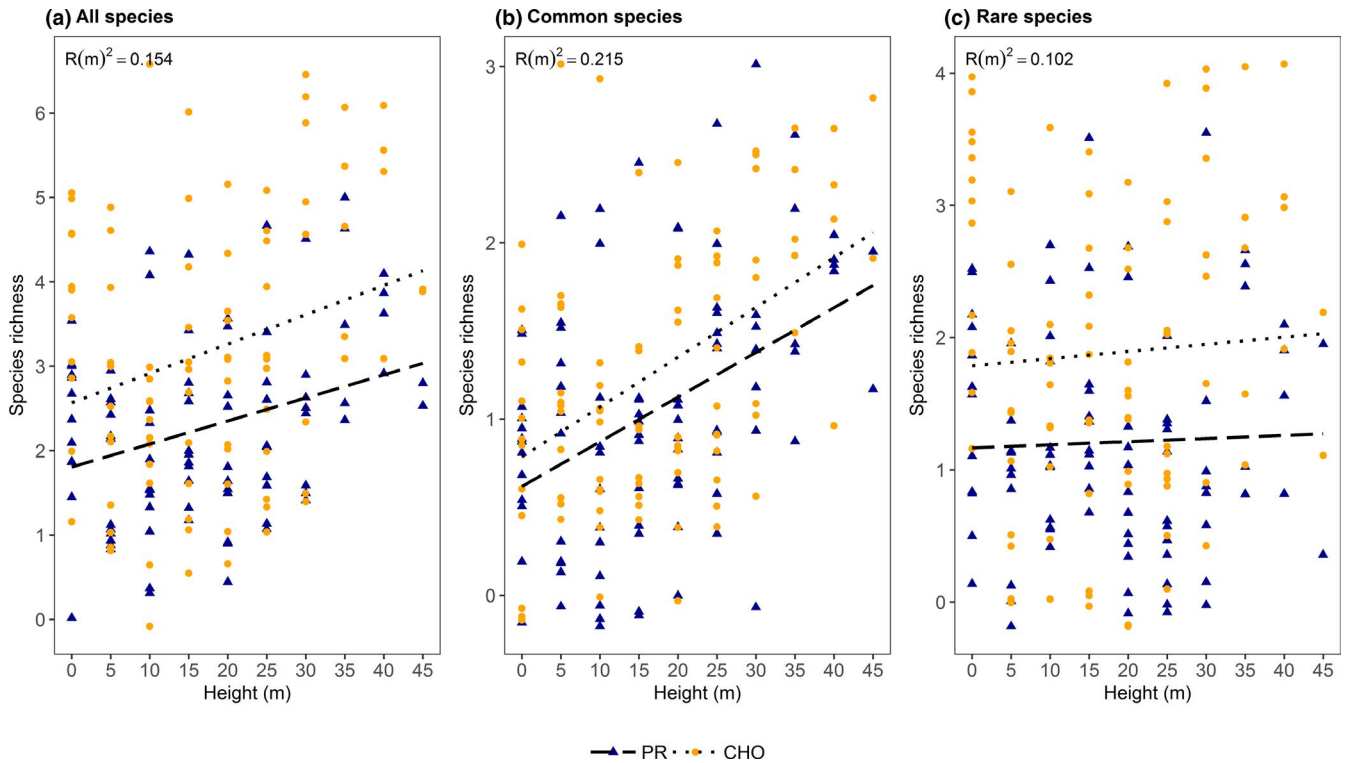 (a) All species
R(m)² = 0.154
Species richness
6
5
4
3
2
1
0
0 5 10 15 20 25 30 35 40 45
Height (m)
(b) Common species
R(m)² = 0.215
Species richness
3
2
1
0
0 5 10 15 20 25 30 35 40 45
Height (m)
(c) Rare species
R(m)² = 0.102
Species richness
4
3
2
1
0
0 5 10 15 20 25 30 35 40 45
Height (m)
PR CHO